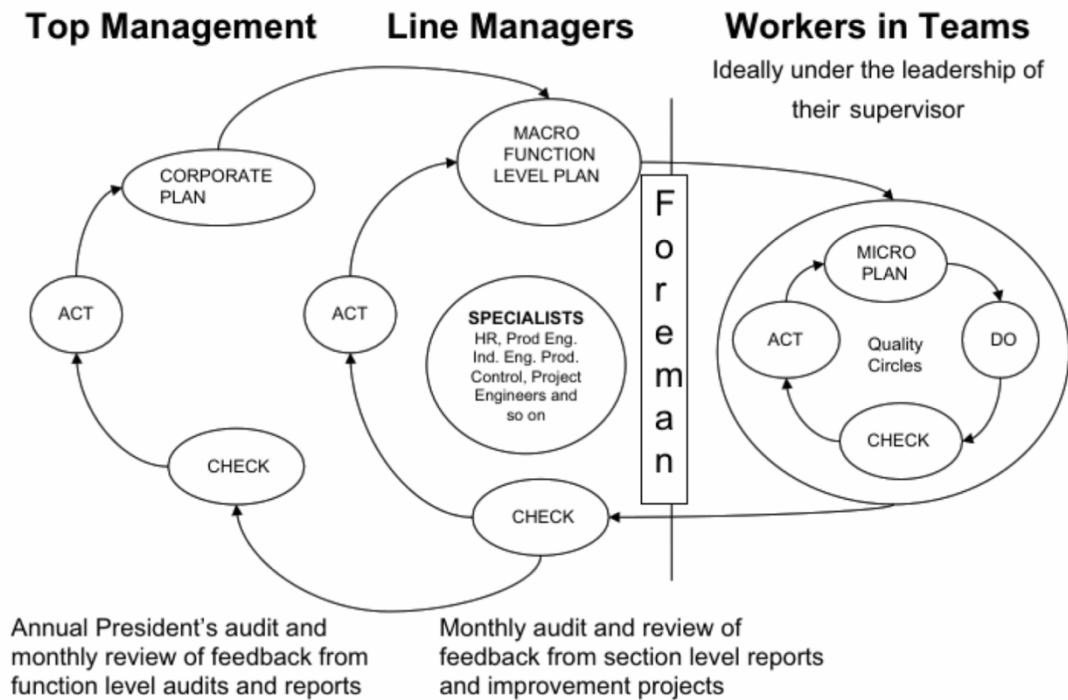 Top Management
Line Managers
Workers in Teams
Ideally under the leadership of
their supervisor
MACRO
FUNCTION
LEVEL PLAN
CORPORATE
PLAN
Foreman
MICRO
PLAN
ACT
ACT
SPECIALISTS
HR, Prod Eng.
Ind. Eng. Prod.
Control, Project
Engineers and
so on
ACT
Quality
Circles
DO
CHECK
CHECK
CHECK
Annual President's audit and
monthly review of feedback from
function level audits and reports
Monthly audit and review of
feedback from section level reports
and improvement projects